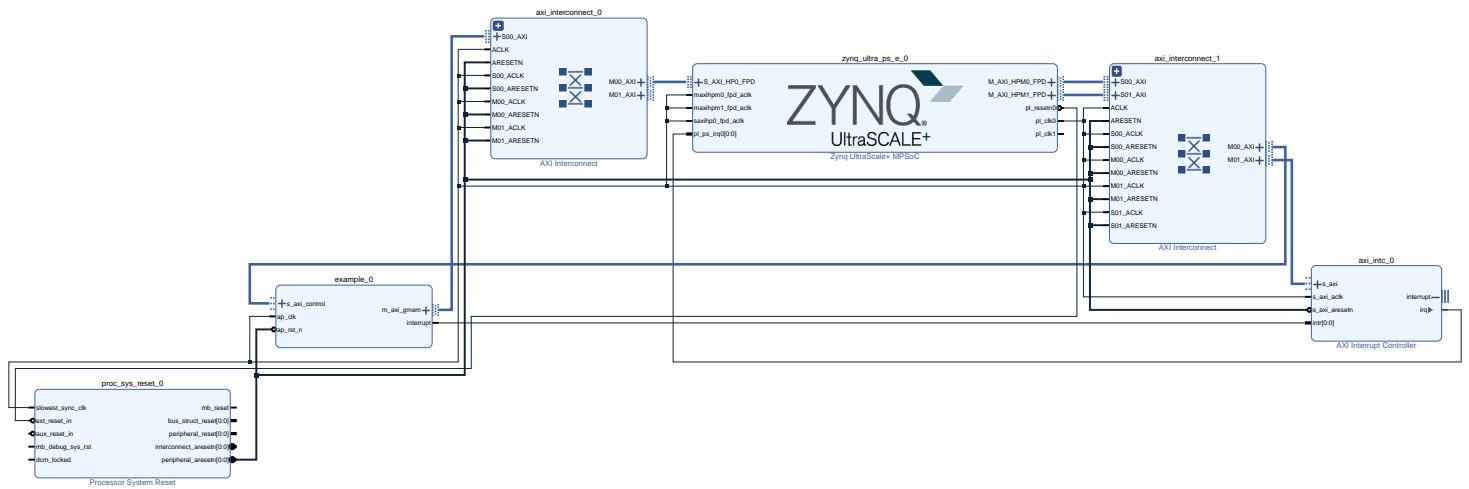 axi_interconnect_0
S00_AXI
ACLK
ARESETN
S00_ACLK
S00_ARESETN
M00_ACLK
M00_ARESETN
M01_ACLK
M01_ARESETN
M00_AXI
M01_AXI
AXI Interconnect
zynq_ultra_ps_e_0
S_AXI_HP0_FPD
maxihpm0_fpd_aclk
maxihpm1_fpd_aclk
saxihp0_fpd_aclk
pl_ps_irq0[0:0]
ZYNQ
UltraSCALE+
M_AXI_HPM0_FPD
M_AXI_HPM1_FPD
pl_resetn0
pl_clk0
pl_clk1
Zynq UltraScale+ MPSoC
axi_interconnect_1
S00_AXI
S01_AXI
ACLK
ARESETN
S00_ACLK
S00_ARESETN
M00_ACLK
M00_ARESETN
M01_ACLK
M01_ARESETN
S01_ACLK
S01_ARESETN
M00_AXI
M01_AXI
AXI Interconnect
example_0
s_axi_control
ap_clk
ap_rst_n
m_axi_gmem
interrupt
axi_intc_0
s_axi
s_axi_aclk
s_axi_aresetn
intr[0:0]
interrupt
irq
AXI Interrupt Controller
proc_sys_reset_0
slowest_sync_clk
ext_reset_in
aux_reset_in
mb_debug_sys_rst
dcm_locked
mb_reset
bus_struct_reset[0:0]
peripheral_reset[0:0]
interconnect_aresetn[0:0]
peripheral_aresetn[0:0]
Processor System Reset